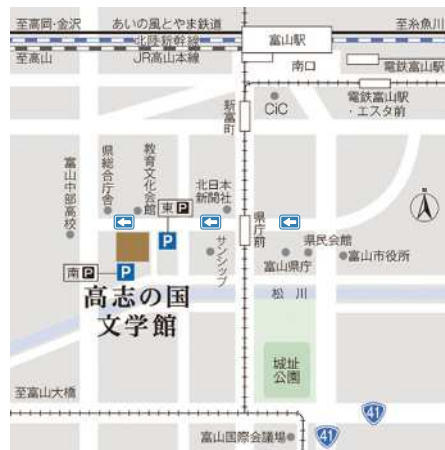 至高岡・金沢
あいの風とやま鉄道
至糸魚川
北陸新幹線
富山駅
至高山
JR高山本線
南口
電鉄富山駅
CiC
電鉄富山駅
・エスタ前
新富町
富山中部高校
県総合庁舎
教育文化会館
東P
北日本
新聞社
県庁前
サンシップ
県民会館
富山県庁
富山市役所
南P
P
P
高志の国
文学館
松川
城址
公園
至富山大橋
41
富山国際会議場
41